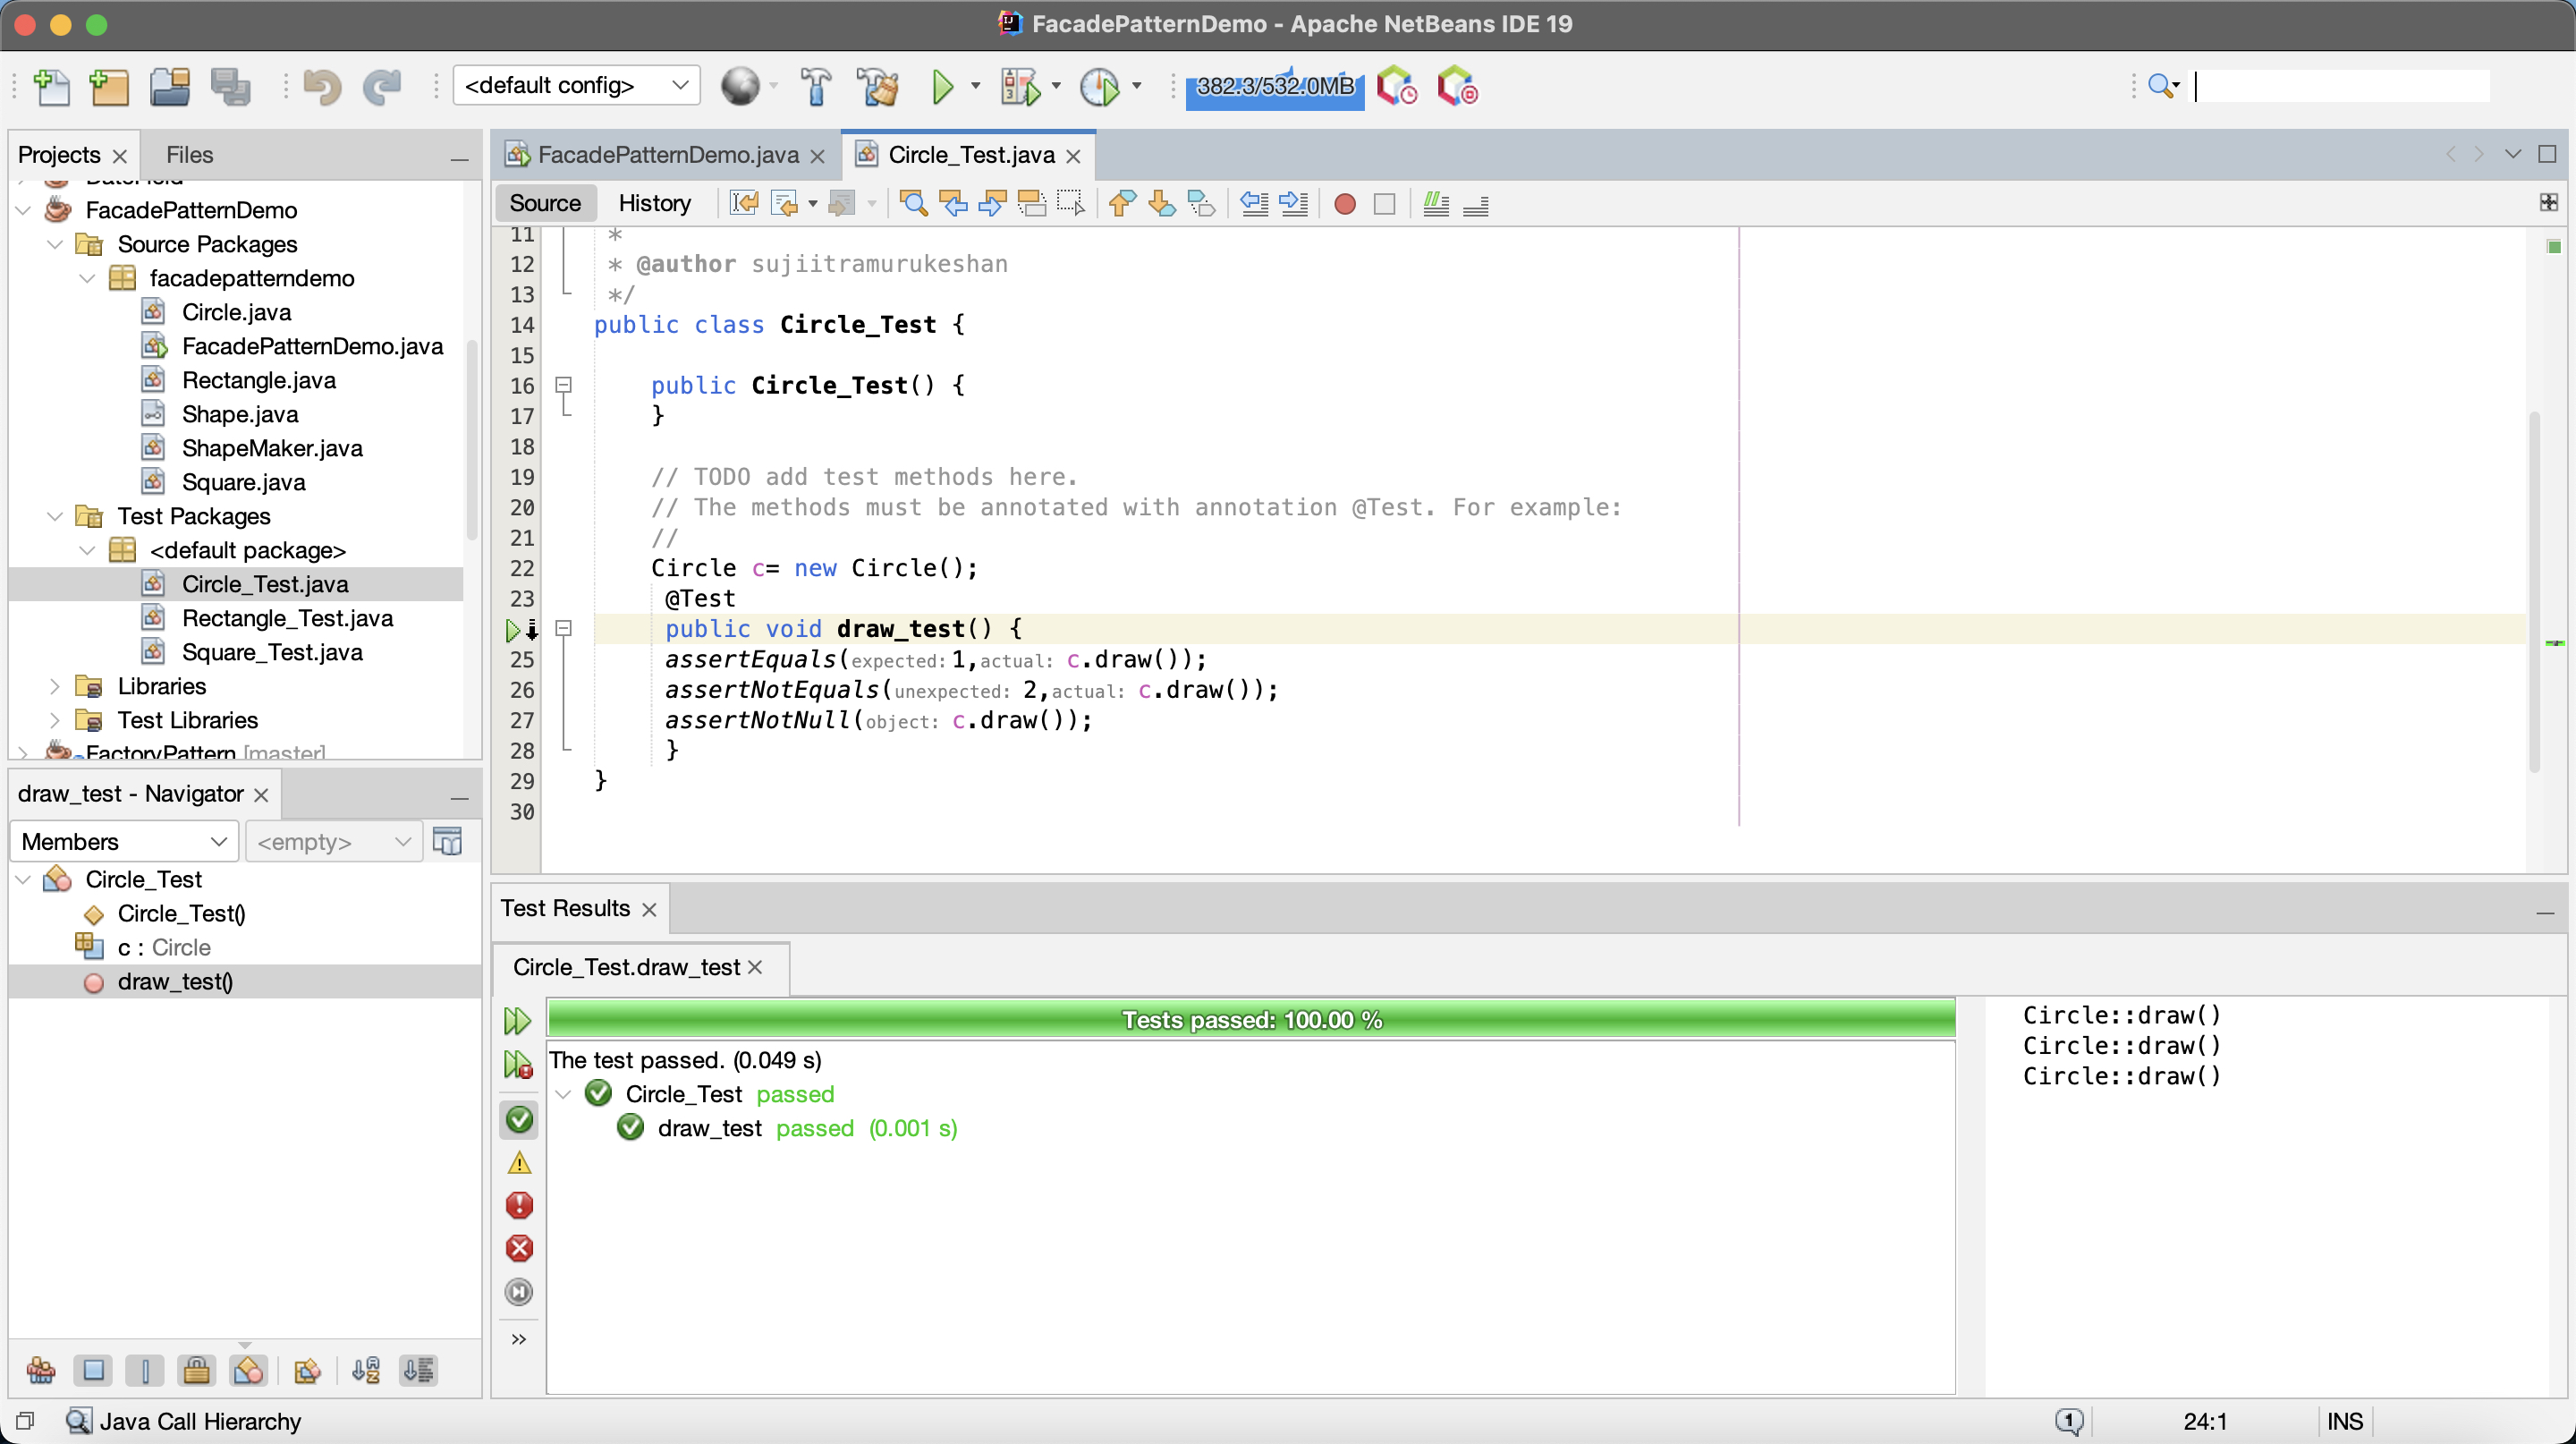 FacadePatternDemo - Apache NetBeans IDE 19
<default config>
382.3/532.0MB
Projects
Files
FacadePatternDemo
Source Packages
facadepatterndemo
Circle.java
FacadePatternDemo.java
Rectangle.java
Shape.java
ShapeMaker.java
Square.java
Test Packages
<default package>
Circle_Test.java
Rectangle_Test.java
Square_Test.java
Libraries
Test Libraries
FactoryPattern [master]
FacadePatternDemo.java
Circle_Test.java
Source
History
11 *
12 * @author sujiitramurukeshan
13 */
14 public class Circle_Test {
15
16 public Circle_Test() {
17 }
18
19 // TODO add test methods here.
20 // The methods must be annotated with annotation @Test. For example:
21 //
22 Circle c= new Circle();
23 @Test
public void draw_test() {
25 assertEquals(expected: 1,actual: c.draw());
26 assertNotEquals(unexpected: 2,actual: c.draw());
27 assertNotNull(object: c.draw());
28 }
29 }
30
draw_test - Navigator
Members
<empty>
Circle_Test
Circle_Test()
c : Circle
draw_test()
Test Results
Circle_Test.draw_test
Tests passed: 100.00 %
The test passed. (0.049 s)
Circle_Test passed
draw_test passed (0.001 s)
Circle::draw()
Circle::draw()
Circle::draw()
Java Call Hierarchy
1
24:1
INS